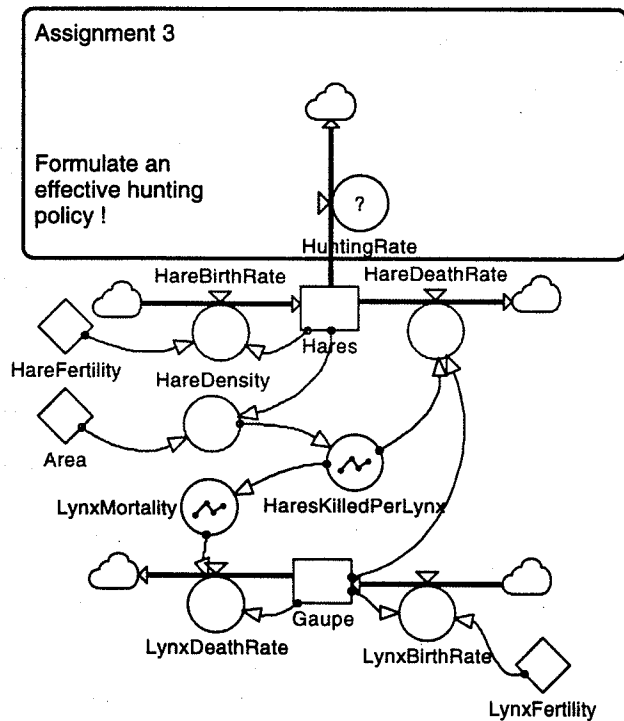 Assignment 3
Formulate an
effective hunting
policy !
?
HuntingRate
HareBirthRate
HareDeathRate
Hares
HareFertility
HareDensity
Area
LynxMortality
HaresKilledPerLynx
Gaupe
LynxDeathRate
LynxBirthRate
LynxFertility